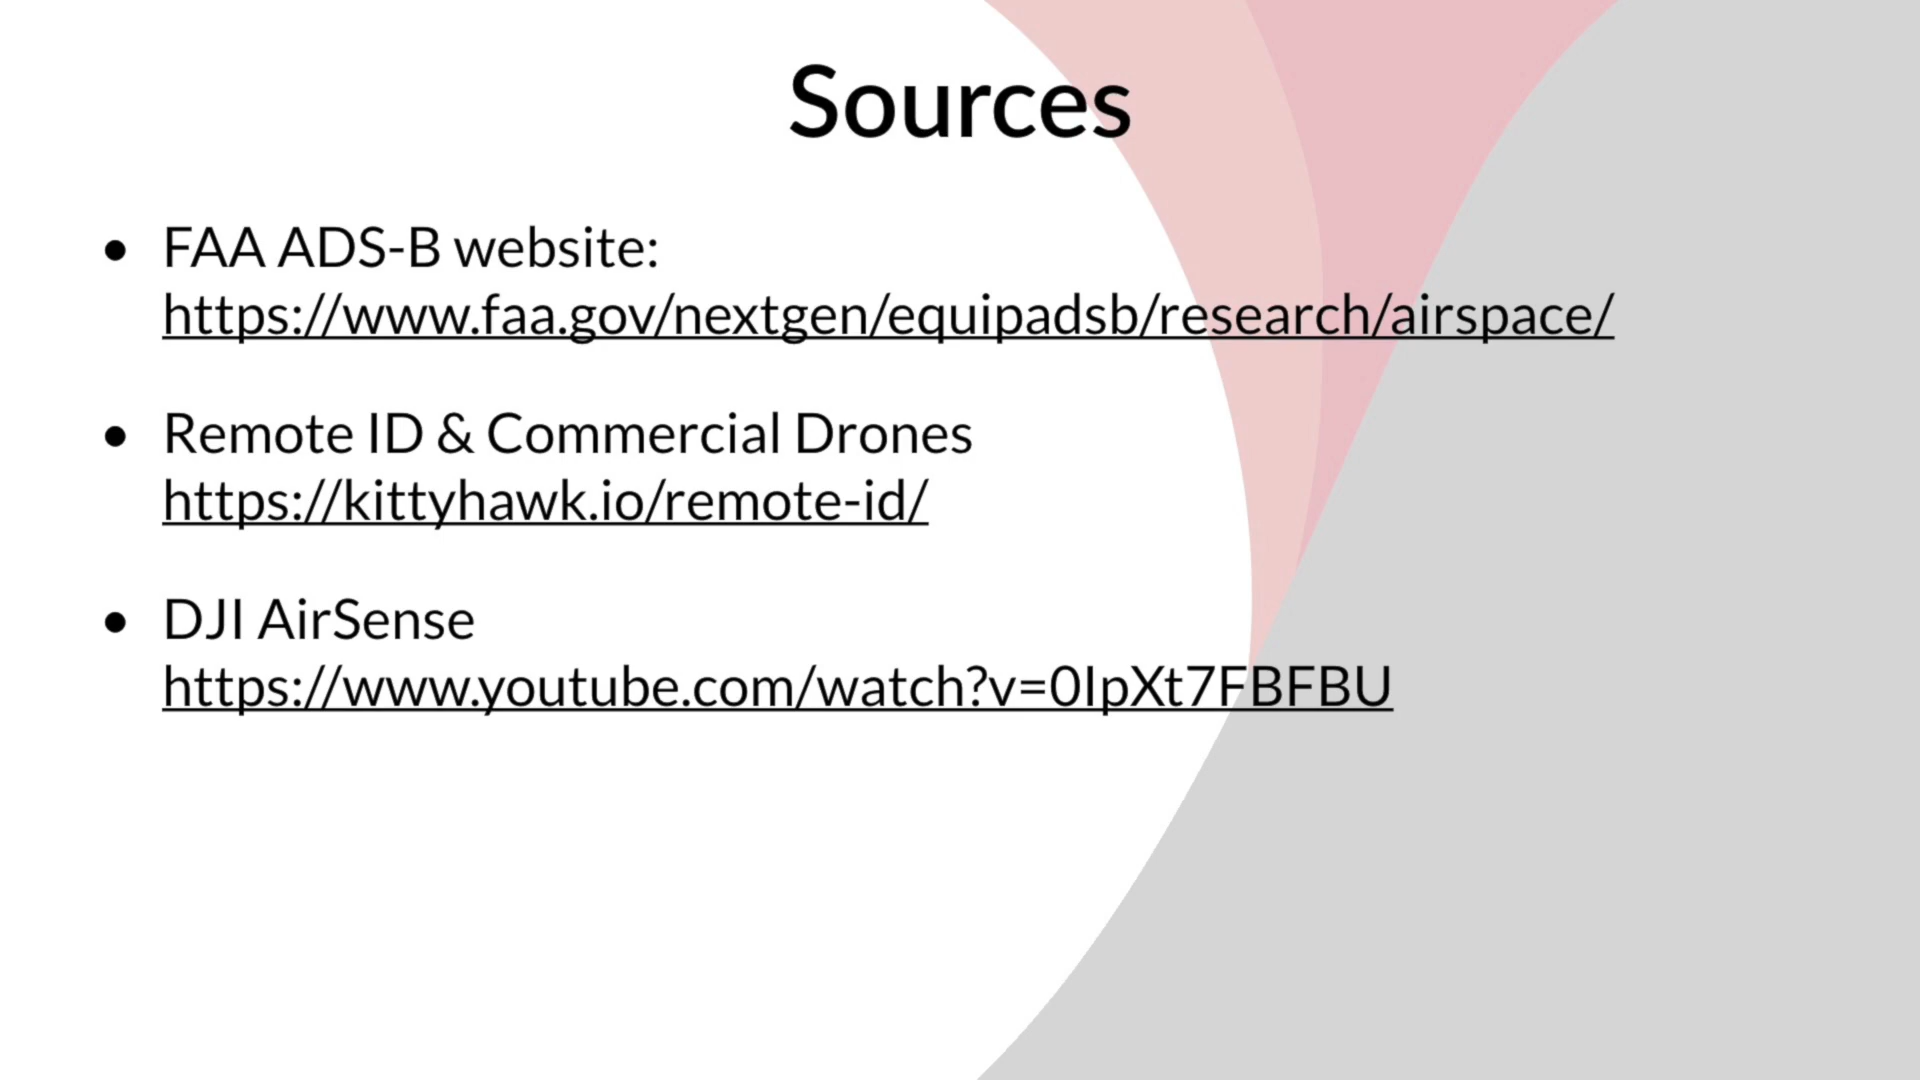 Sources
• FAA ADS-B website:
https://www.faa.gov/nextgen/equipadsb/research/airspace/
• Remote ID & Commercial Drones
https://kittyhawk.io/remote-id/
• DJI AirSense
https://www.youtube.com/watch?v=0IpXt7FBFBU